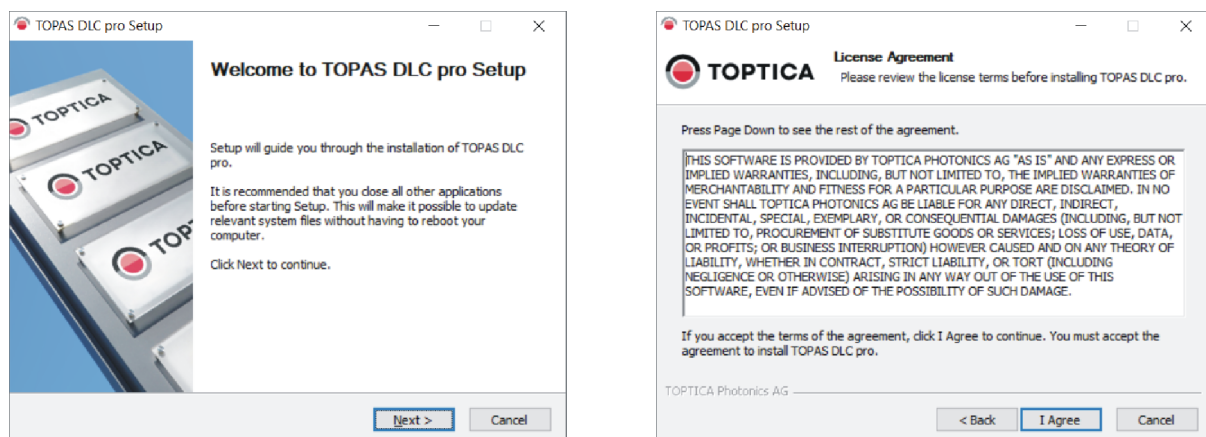 TOPAS DLC pro Setup
TOPTICA
TOPTICA
TOP
Welcome to TOPAS DLC pro Setup
Setup will guide you through the installation of TOPAS DLC
pro.
It is recommended that you close all other applications
before starting Setup. This will make it possible to update
relevant system files without having to reboot your
computer.
Click Next to continue.
Next >
Cancel
TOPAS DLC pro Setup
TOPTICA
License Agreement
Please review the license terms before installing TOPAS DLC pro.
Press Page Down to see the rest of the agreement.
THIS SOFTWARE IS PROVIDED BY TOPTICA PHOTONICS AG "AS IS" AND ANY EXPRESS OR
IMPLIED WARRANTIES, INCLUDING, BUT NOT LIMITED TO, THE IMPLIED WARRANTIES OF
MERCHANTABILITY AND FITNESS FOR A PARTICULAR PURPOSE ARE DISCLAIMED. IN NO
EVENT SHALL TOPTICA PHOTONICS AG BE LIABLE FOR ANY DIRECT, INDIRECT,
INCIDENTAL, SPECIAL, EXEMPLARY, OR CONSEQUENTIAL DAMAGES (INCLUDING, BUT NOT
LIMITED TO, PROCUREMENT OF SUBSTITUTE GOODS OR SERVICES; LOSS OF USE, DATA,
OR PROFITS; OR BUSINESS INTERRUPTION) HOWEVER CAUSED AND ON ANY THEORY OF
LIABILITY, WHETHER IN CONTRACT, STRICT LIABILITY, OR TORT (INCLUDING
NEGLIGENCE OR OTHERWISE) ARISING IN ANY WAY OUT OF THE USE OF THIS
SOFTWARE, EVEN IF ADVISED OF THE POSSIBILITY OF SUCH DAMAGE.
If you accept the terms of the agreement, click I Agree to continue. You must accept the
agreement to install TOPAS DLC pro.
TOPTICA Photonics AG
< Back
I Agree
Cancel